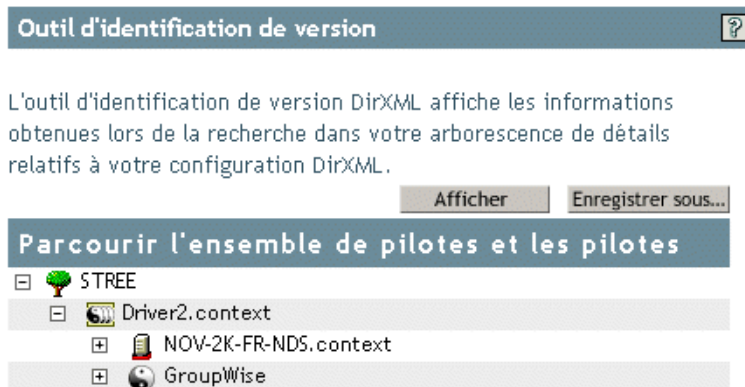 Outil d'identification de version
?
L'outil d'identification de version DirXML affiche les informations
obtenues lors de la recherche dans votre arborescence de détails
relatifs à votre configuration DirXML.
Afficher Enregistrer sous...
Parcourir l'ensemble de pilotes et les pilotes
STREE
Driver2.context
NOV-2K-FR-NDS.context
GroupWise